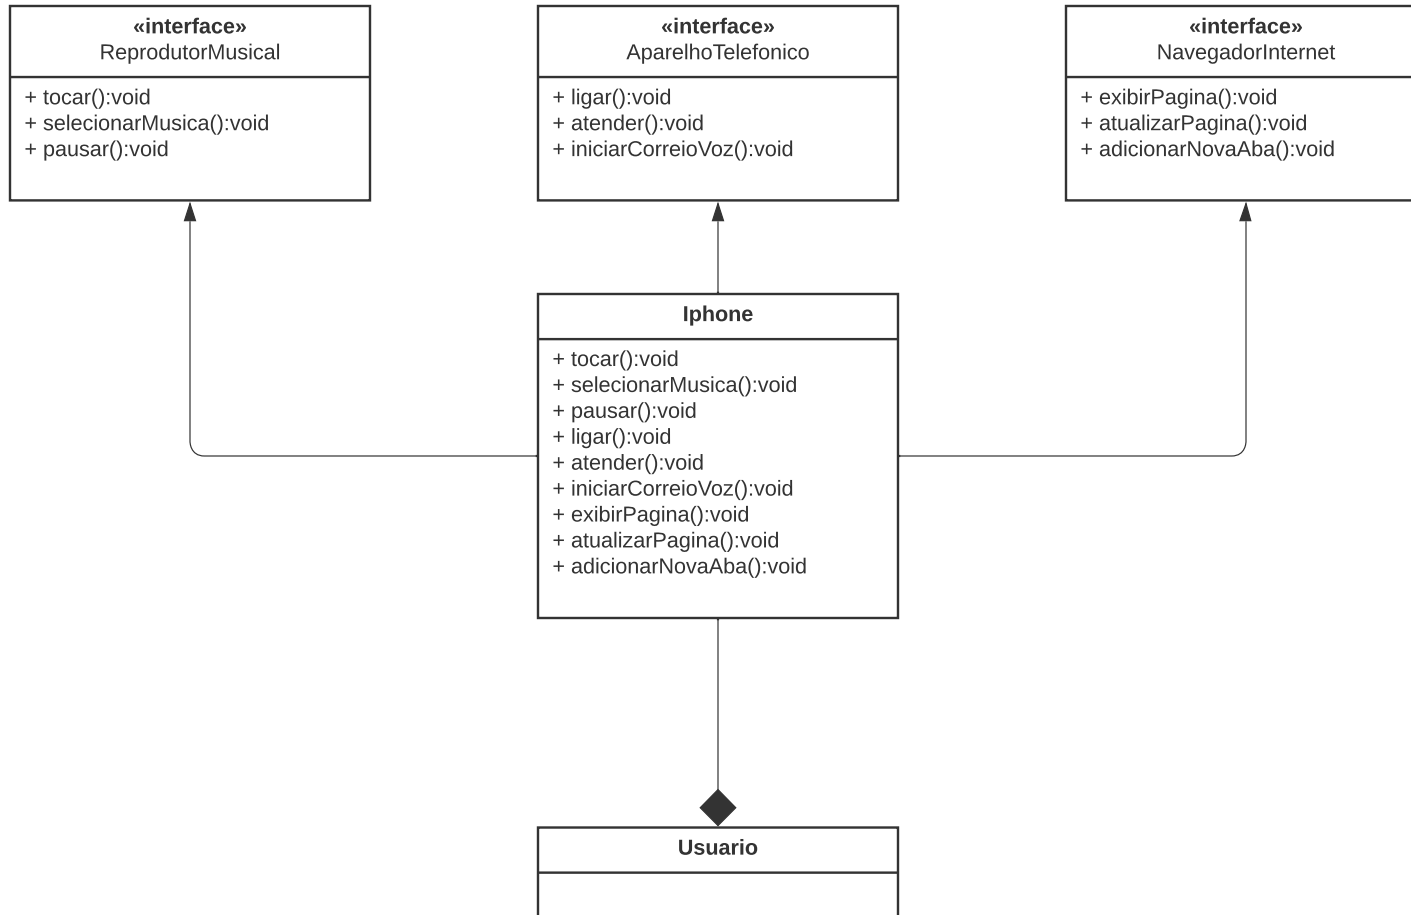 «interface»
ReprodutorMusical
+ tocar():void
+ selecionarMusica():void
+ pausar():void
«interface»
AparelhoTelefonico
+ ligar():void
+ atender():void
+ iniciarCorreioVoz():void
«interface»
NavegadorInternet
+ exibirPagina():void
+ atualizarPagina():void
+ adicionarNovaAba():void
Iphone
+ tocar():void
+ selecionarMusica():void
+ pausar():void
+ ligar():void
+ atender():void
+ iniciarCorreioVoz():void
+ exibirPagina():void
+ atualizarPagina():void
+ adicionarNovaAba():void
Usuario